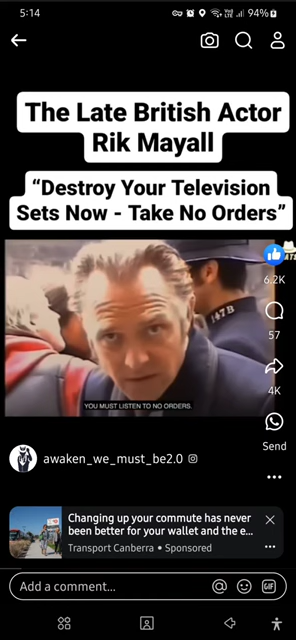 5:14
94%
The Late British Actor
Rik Mayall
“Destroy Your Television
Sets Now - Take No Orders”
147B
YOU MUST LISTEN TO NO ORDERS.
6.2K
57
4K
Send
awaken_we_must_be2.0
Changing up your commute has never
been better for your wallet and the e...
Transport Canberra • Sponsored
Add a comment...
GIF